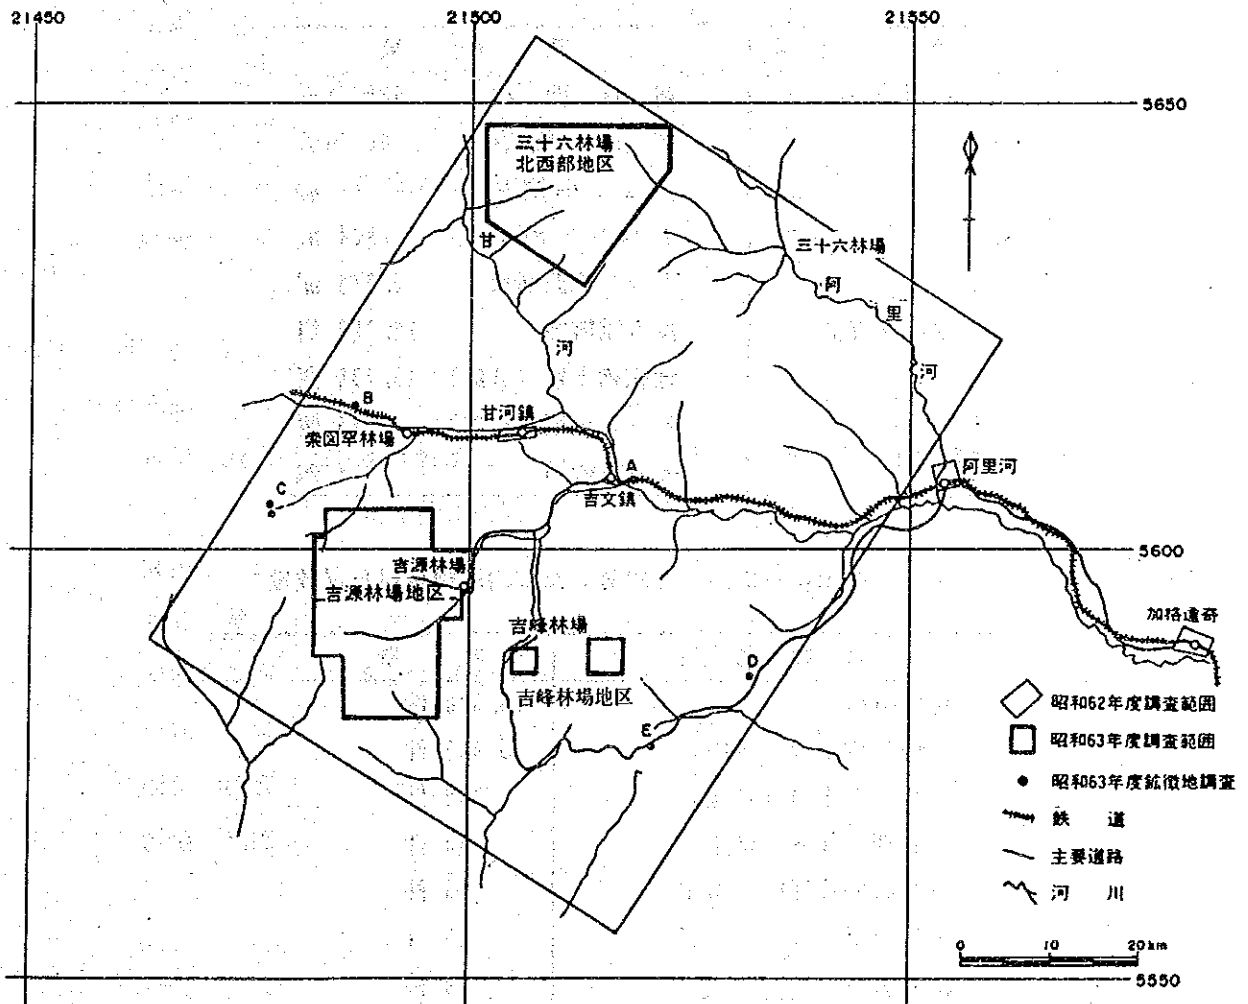 21450
21500
21550
5650
三十六林場
北西部地区
甘
三十六林場
阿
里
河
河
B
甘河鎮
A
阿里河
C
吉文鎮
5600
吉源林場
吉源林場地区
吉峰林場
加格達奇
D
吉峰林場地区
E
昭和62年度調査範囲
昭和63年度調査範囲
昭和63年度鉱徴地調査
鉄 道
主要道路
河 川
0 10 20km
5550